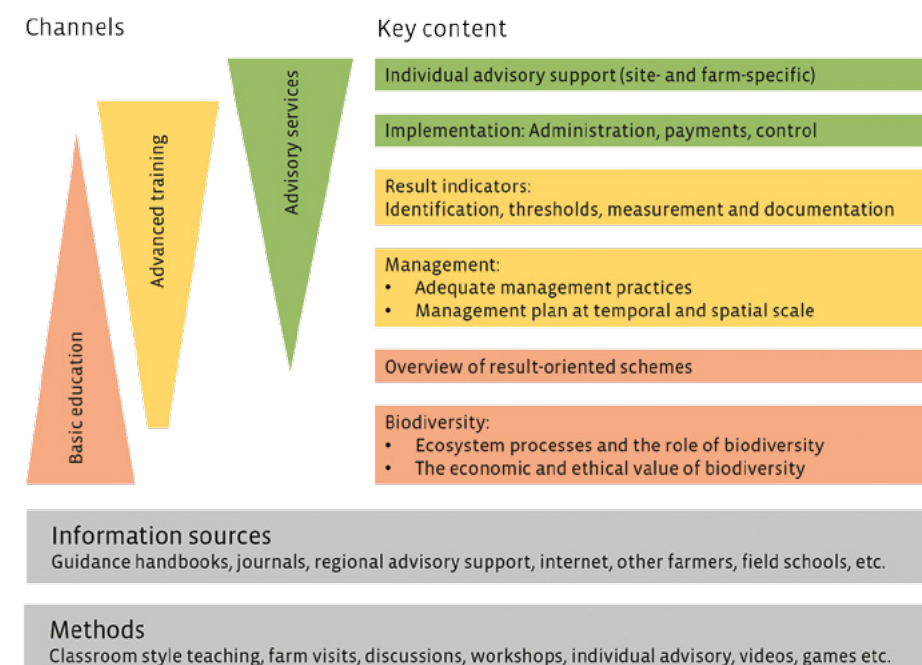 Channels
Key content
Basic education
Advanced training
Advisory services
Individual advisory support (site- and farm-specific)
Implementation: Administration, payments, control
Result indicators:
Identification, thresholds, measurement and documentation
Management:
• Adequate management practices
• Management plan at temporal and spatial scale
Overview of result-oriented schemes
Biodiversity:
• Ecosystem processes and the role of biodiversity
• The economic and ethical value of biodiversity
Information sources
Guidance handbooks, journals, regional advisory support, internet, other farmers, field schools, etc.
Methods
Classroom style teaching, farm visits, discussions, workshops, individual advisory, videos, games etc.